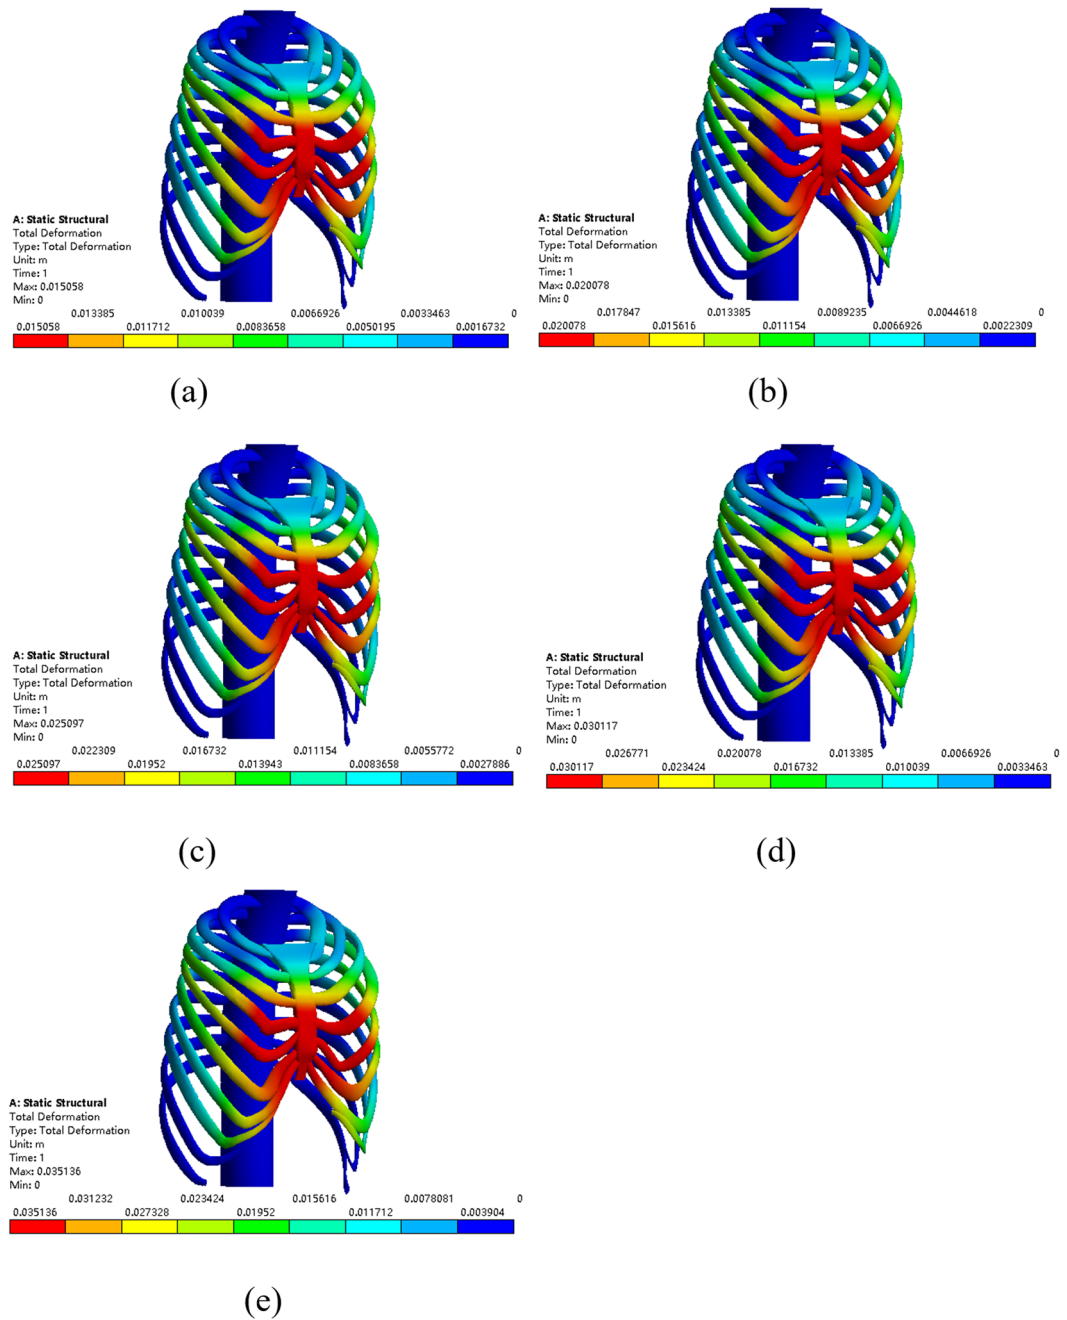 A: Static Structural
Total Deformation
Type: Total Deformation
Unit: m
Time: 1
Max: 0.015058
Min: 0
0.013385 0.010039 0.0066926 0.0033463 0
0.015058 0.011712 0.0083658 0.0050195 0.0016732
(a)
A: Static Structural
Total Deformation
Type: Total Deformation
Unit: m
Time: 1
Max: 0.020078
Min: 0
0.017847 0.013385 0.0089235 0.0044618 0
0.020078 0.015616 0.011154 0.0066926 0.0022309
(b)
A: Static Structural
Total Deformation
Type: Total Deformation
Unit: m
Time: 1
Max: 0.025097
Min: 0
0.022309 0.016732 0.011154 0.0055772 0
0.025097 0.01952 0.013943 0.0083658 0.0027886
(c)
A: Static Structural
Total Deformation
Type: Total Deformation
Unit: m
Time: 1
Max: 0.030117
Min: 0
0.026771 0.020078 0.013385 0.0066926 0
0.030117 0.023424 0.016732 0.010039 0.0033463
(d)
A: Static Structural
Total Deformation
Type: Total Deformation
Unit: m
Time: 1
Max: 0.035136
Min: 0
0.031232 0.023424 0.015616 0.0078081 0
0.035136 0.027328 0.01952 0.011712 0.003904
(e)